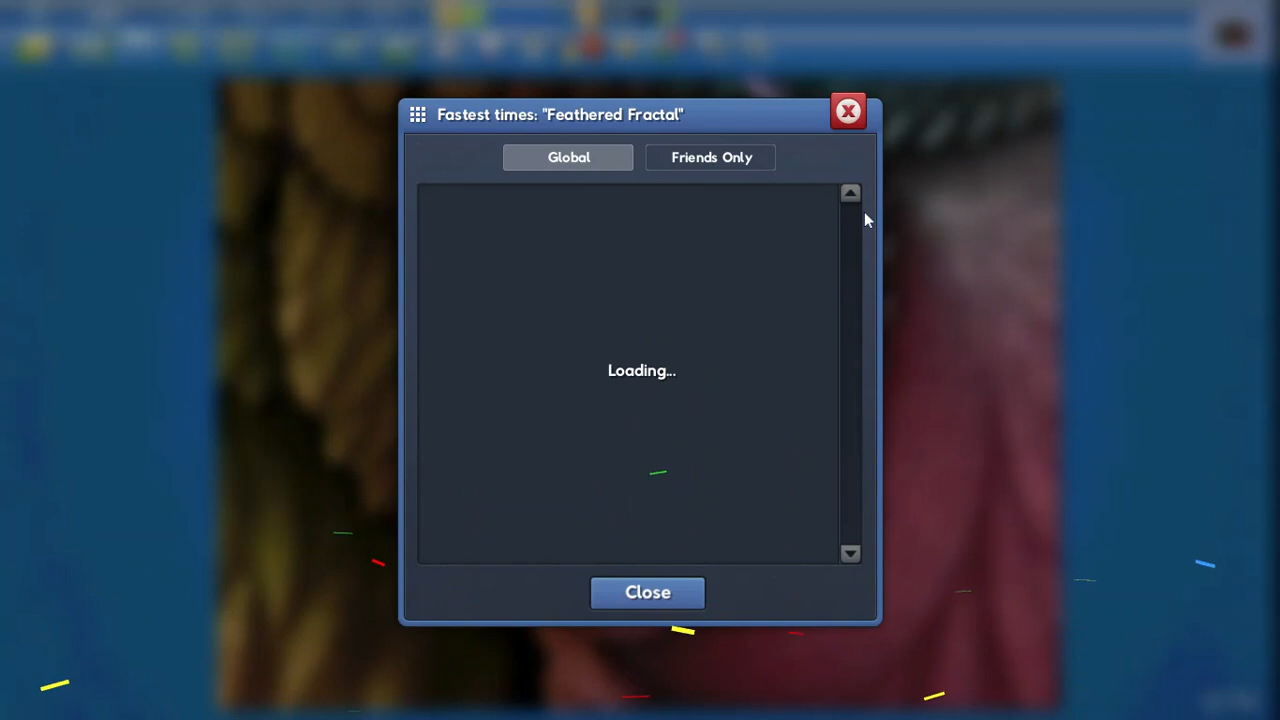 Fastest times: "Feathered Fractal"
Global
Friends Only
Loading...
Close